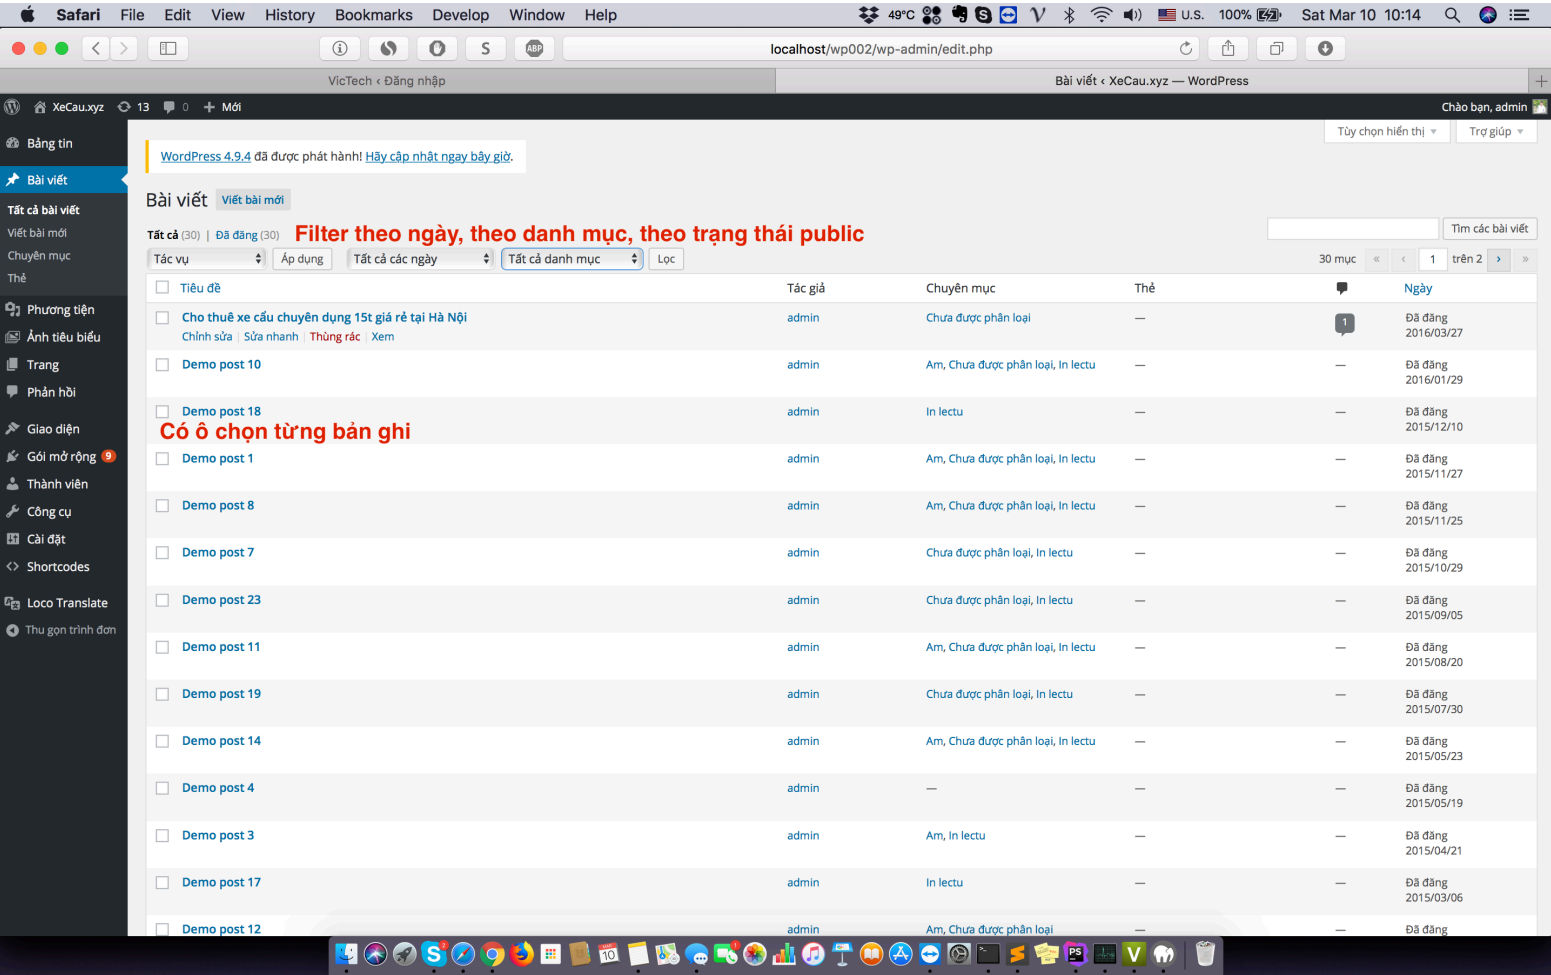 Safari File Edit View History Bookmarks Develop Window Help 49°C U.S. 100% Sat Mar 10 10:14
S ABP localhost/wp002/wp-admin/edit.php
VicTech ‹ Đăng nhập Bài viết ‹ XeCau.xyz — WordPress
XeCau.xyz 13 0 Mới Chào bạn, admin
Tùy chọn hiển thị Trợ giúp
Bảng tin
Bài viết
Tất cả bài viết
Viết bài mới
Chuyên mục
Thẻ
Phương tiện
Ảnh tiêu biểu
Trang
Phản hồi
Giao diện
Gói mở rộng 9
Thành viên
Công cụ
Cài đặt
Shortcodes
Loco Translate
Thu gọn trình đơn
WordPress 4.9.4 đã được phát hành! Hãy cập nhật ngay bây giờ.
Bài viết Viết bài mới
Tất cả (30) | Đã đăng (30) Filter theo ngày, theo danh mục, theo trạng thái public Tìm các bài viết
Tác vụ Áp dụng Tất cả các ngày Tất cả danh mục Lọc 30 mục « ‹ 1 trên 2 › »
Tiêu đề Tác giả Chuyên mục Thẻ Ngày
Cho thuê xe cẩu chuyên dụng 15t giá rẻ tại Hà Nội admin Chưa được phân loại — 1 Đã đăng
Chỉnh sửa | Sửa nhanh | Thùng rác | Xem 2016/03/27
Demo post 10 admin Am, Chưa được phân loại, In lectu — — Đã đăng
2016/01/29
Demo post 18 admin In lectu — — Đã đăng
2015/12/10
Có ô chọn từng bản ghi
Demo post 1 admin Am, Chưa được phân loại, In lectu — — Đã đăng
2015/11/27
Demo post 8 admin Am, Chưa được phân loại, In lectu — — Đã đăng
2015/11/25
Demo post 7 admin Chưa được phân loại, In lectu — — Đã đăng
2015/10/29
Demo post 23 admin Chưa được phân loại, In lectu — — Đã đăng
2015/09/05
Demo post 11 admin Am, Chưa được phân loại, In lectu — — Đã đăng
2015/08/20
Demo post 19 admin Chưa được phân loại, In lectu — — Đã đăng
2015/07/30
Demo post 14 admin Am, Chưa được phân loại, In lectu — — Đã đăng
2015/05/23
Demo post 4 admin — — — Đã đăng
2015/05/19
Demo post 3 admin Am, In lectu — — Đã đăng
2015/04/21
Demo post 17 admin In lectu — — Đã đăng
2015/03/06
Demo post 12 admin Am, Chưa được phân loại — — Đã đăng